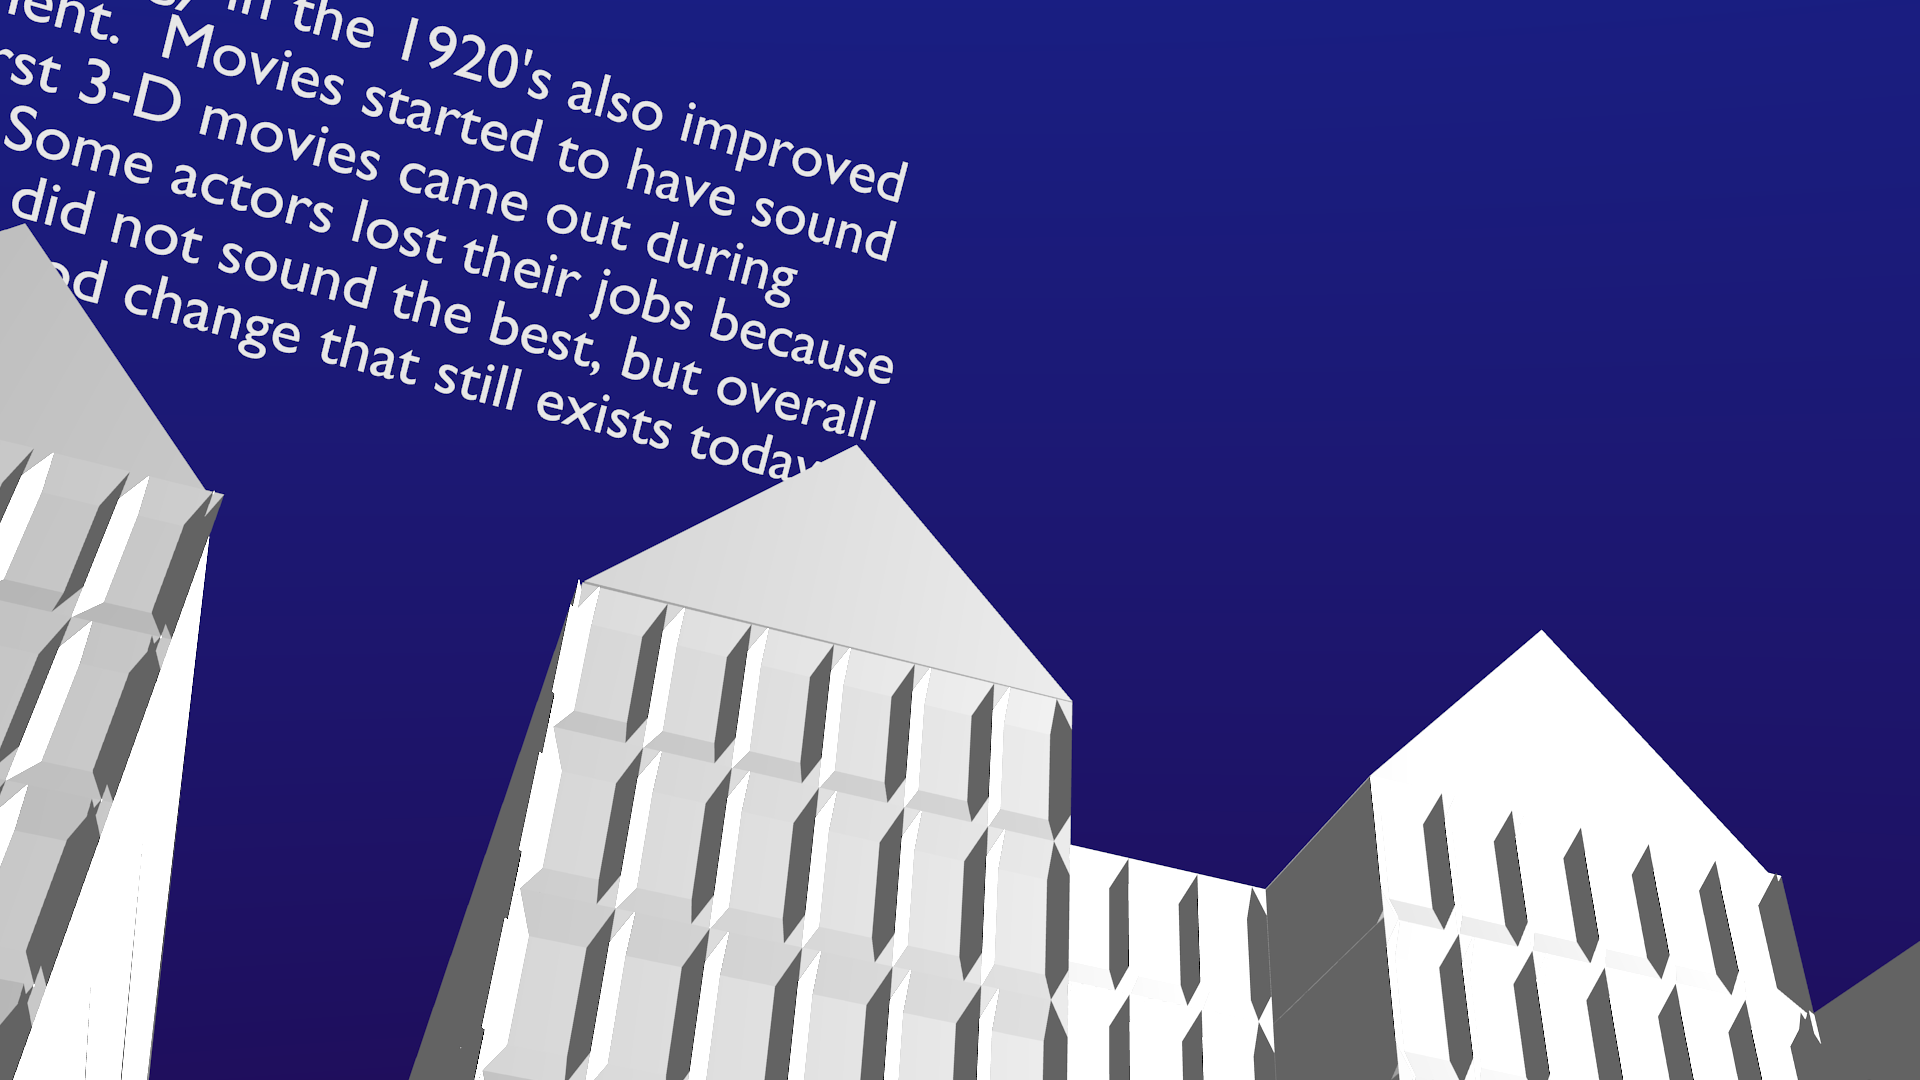 in the 1920's also improved
Movies started to have sound
3-D movies came out during
Some actors lost their jobs because
did not sound the best, but overall
change that still exists today